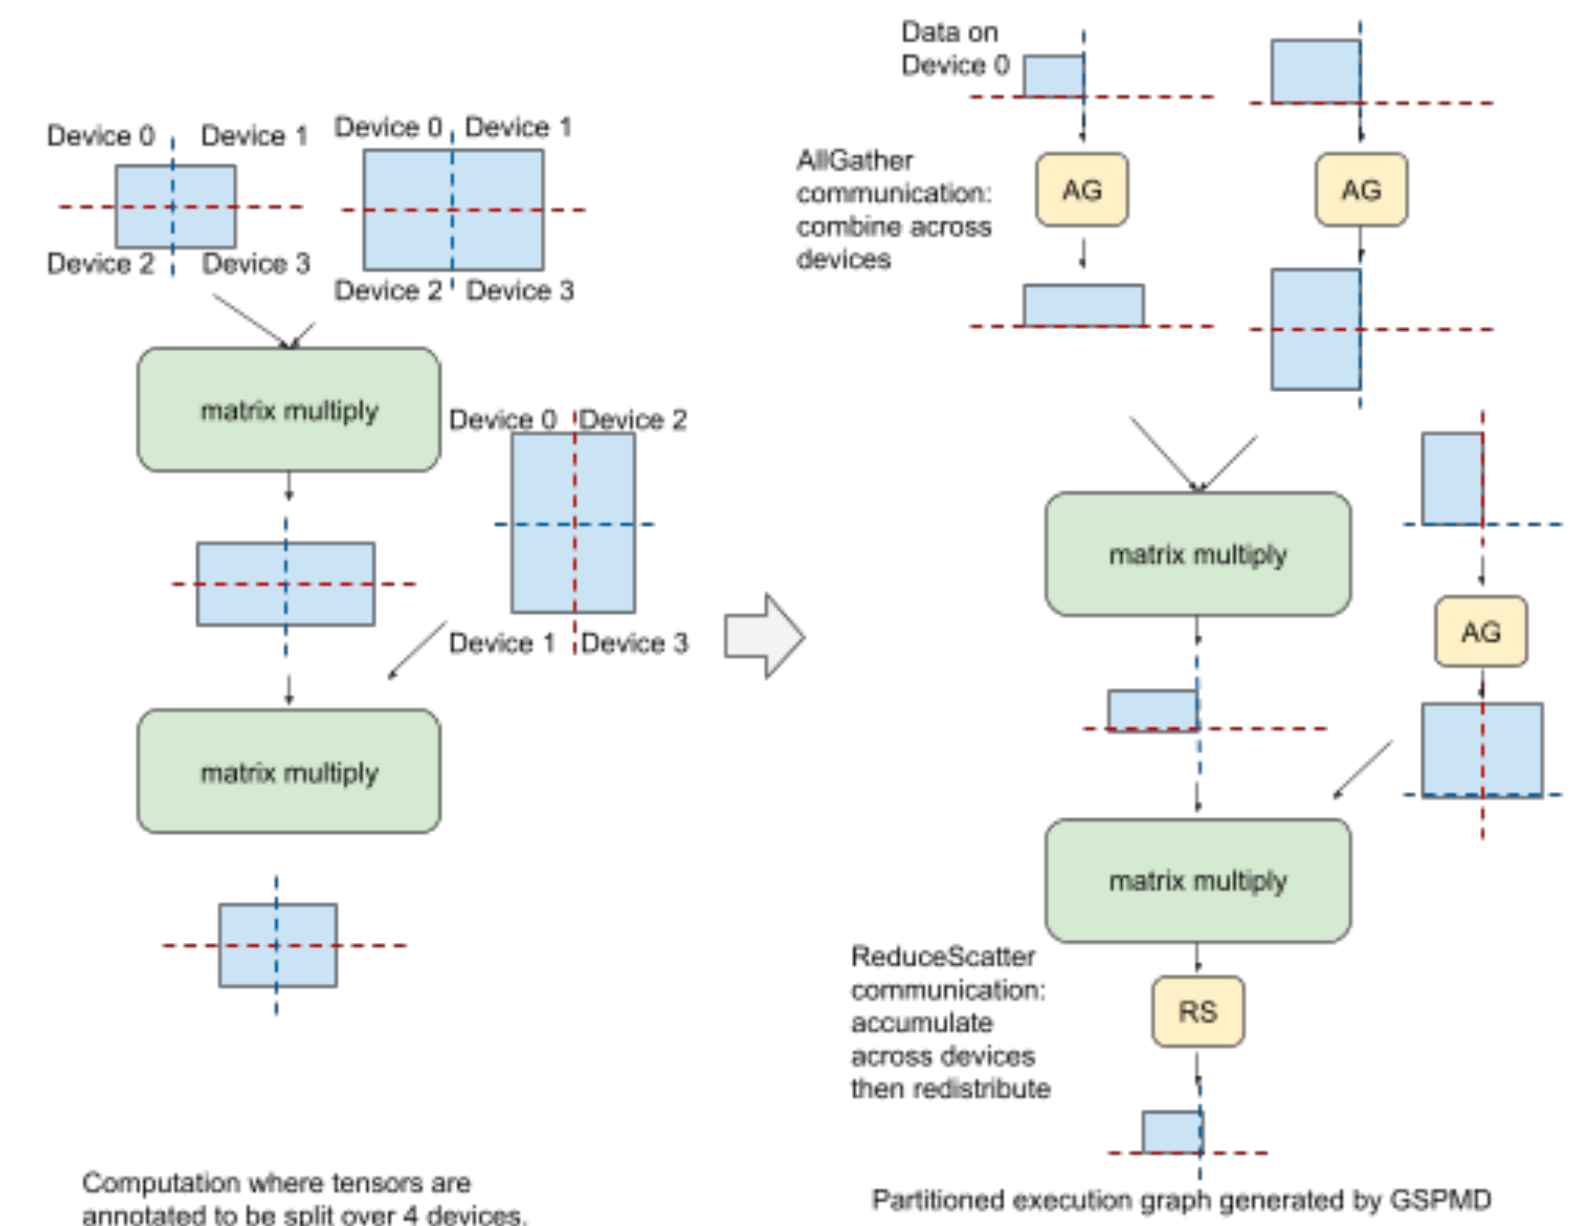 Device 0
Device 1
Device 2
Device 3
Device 0
Device 1
Device 2
Device 3
matrix multiply
Device 0
Device 2
Device 1
Device 3
matrix multiply
Computation where tensors are
annotated to be split over 4 devices.
Data on
Device 0
AllGather
communication:
combine across
devices
AG
AG
matrix multiply
AG
matrix multiply
ReduceScatter
communication:
accumulate
across devices
then redistribute
RS
Partitioned execution graph generated by GSPMD